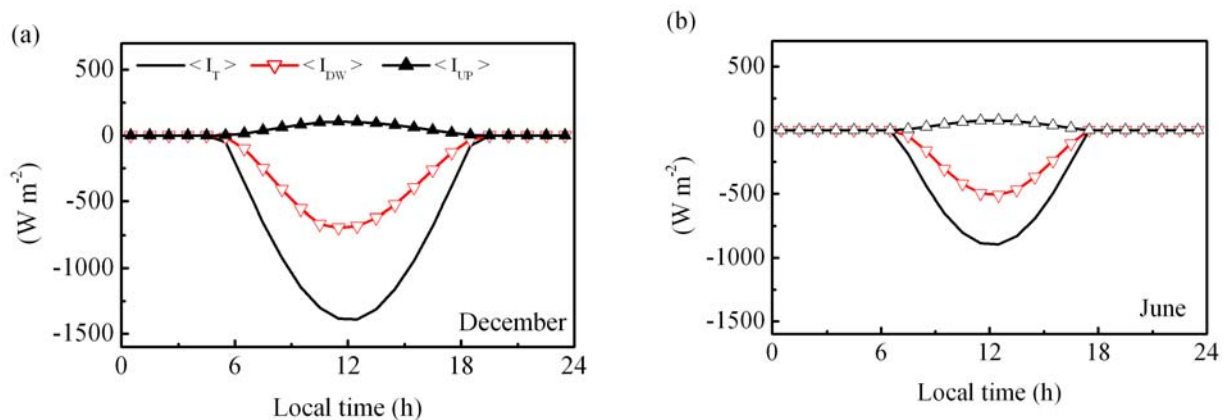 (a)
500
0
-500
-1000
-1500
(W m⁻²)
< I_T > < I_DW > < I_UP >
December
0 6 12 18 24
Local time (h)
(b)
500
0
-500
-1000
-1500
(W m⁻²)
June
0 6 12 18 24
Local time (h)